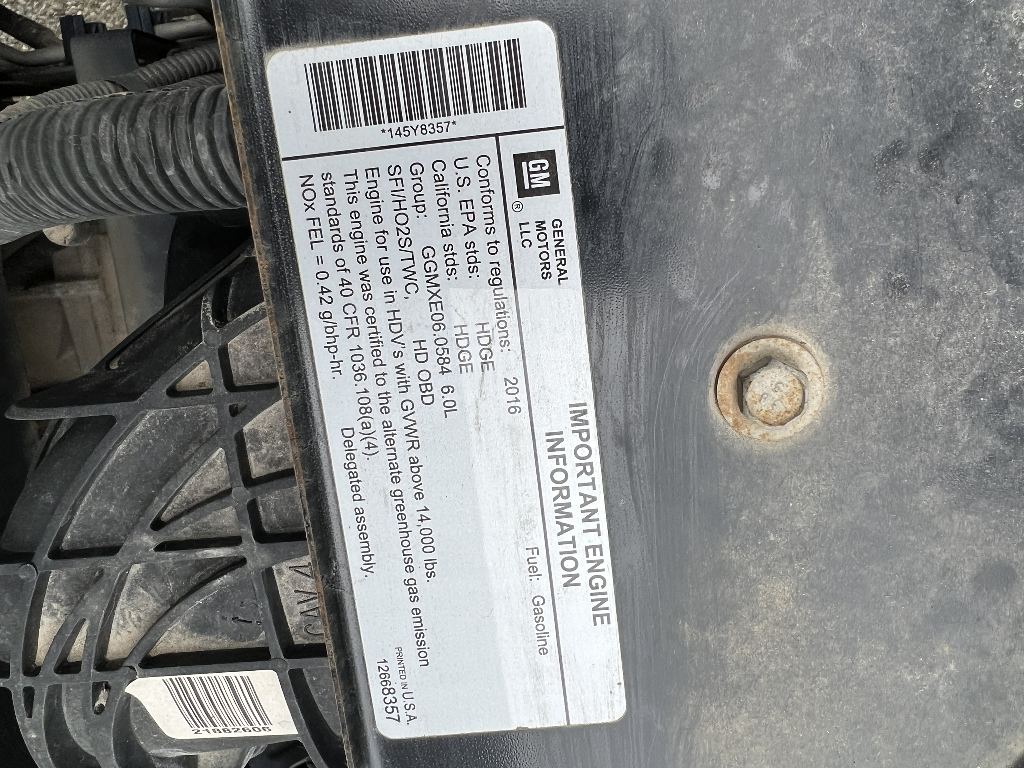 *145Y8357*
GM
®
GENERAL
MOTORS
LLC
IMPORTANT ENGINE
INFORMATION
Conforms to regulations: 2016 Fuel: Gasoline
U.S. EPA stds: HDGE
California stds: HDGE
Group: GGMXE06.0584 6.0L
SFI/HO2S/TWC, HD OBD
Engine for use in HDV's with GVWR above 14,000 lbs.
This engine was certified to the alternate greenhouse gas emission
standards of 40 CFR 1036.108(a)(4).
NOx FEL = 0.42 g/bhp-hr. Delegated assembly.
PRINTED IN U.S.A.
12668357
21882606